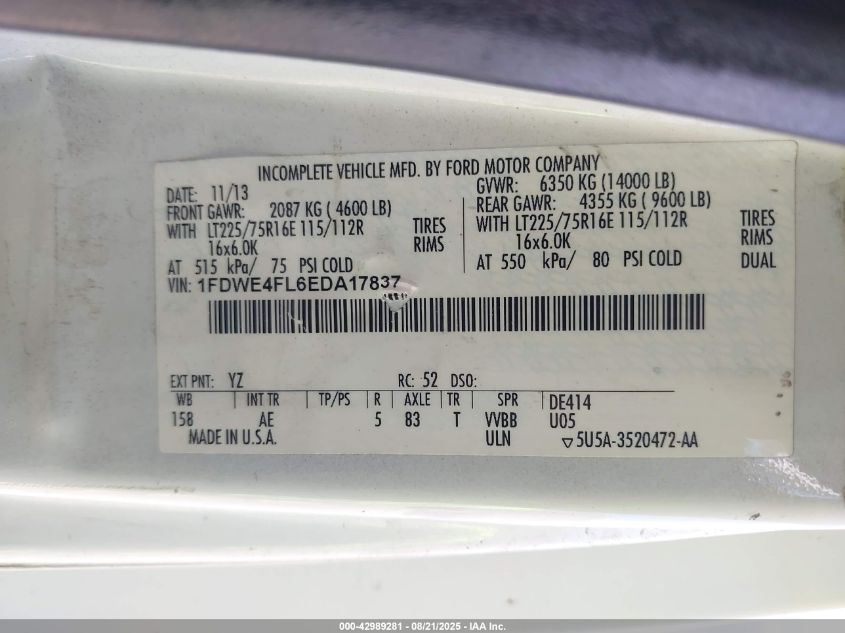 INCOMPLETE VEHICLE MFD. BY FORD MOTOR COMPANY
DATE: 11/13
FRONT GAWR: 2087 KG ( 4600 LB)
WITH LT225/75R16E 115/112R TIRES
16x6.0K RIMS
AT 515 kPa/ 75 PSI COLD
GVWR: 6350 KG (14000 LB)
REAR GAWR: 4355 KG ( 9600 LB)
WITH LT225/75R16E 115/112R TIRES
16x6.0K RIMS
AT 550 kPa/ 80 PSI COLD DUAL
VIN: 1FDWE4FL6EDA17837
EXT PNT: YZ RC: 52 DSO:
WB INT TR TP/PS R AXLE TR SPR DE414
158 AE 5 83 T VVBB U05
MADE IN U.S.A. ULN 5U5A-3520472-AA
000-42989281 - 08/21/2025 - IAA Inc.